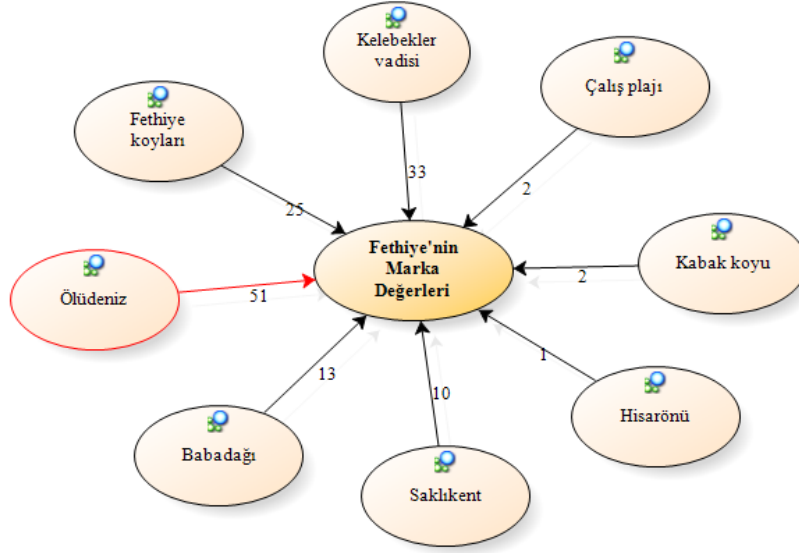 Kelebekler
vadisi
Çalış plajı
Fethiye
koyları
33
2
25
Fethiye'nin
Marka
Değerleri
Kabak koyu
2
Ölüdeniz
51
1
13
10
Hisarönü
Babadağı
Saklıkent